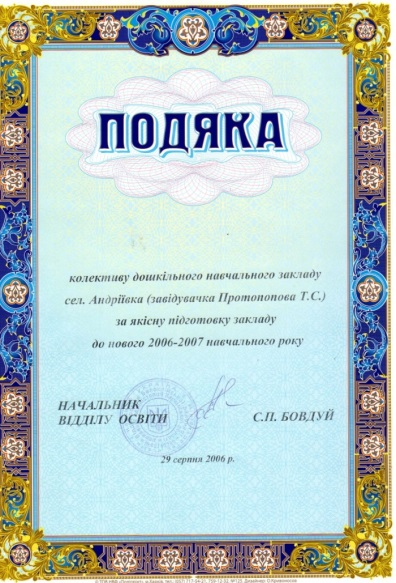 ПОДЯКА
колективу дошкільного навчального закладу
сел. Андріївка (завідувачка Протопопова Т.С.)
за якісну підготовку закладу
до нового 2006-2007 навчального року
НАЧАЛЬНИК
ВІДДІЛУ ОСВІТИ
С.П. БОВДУЙ
29 серпня 2006 р.